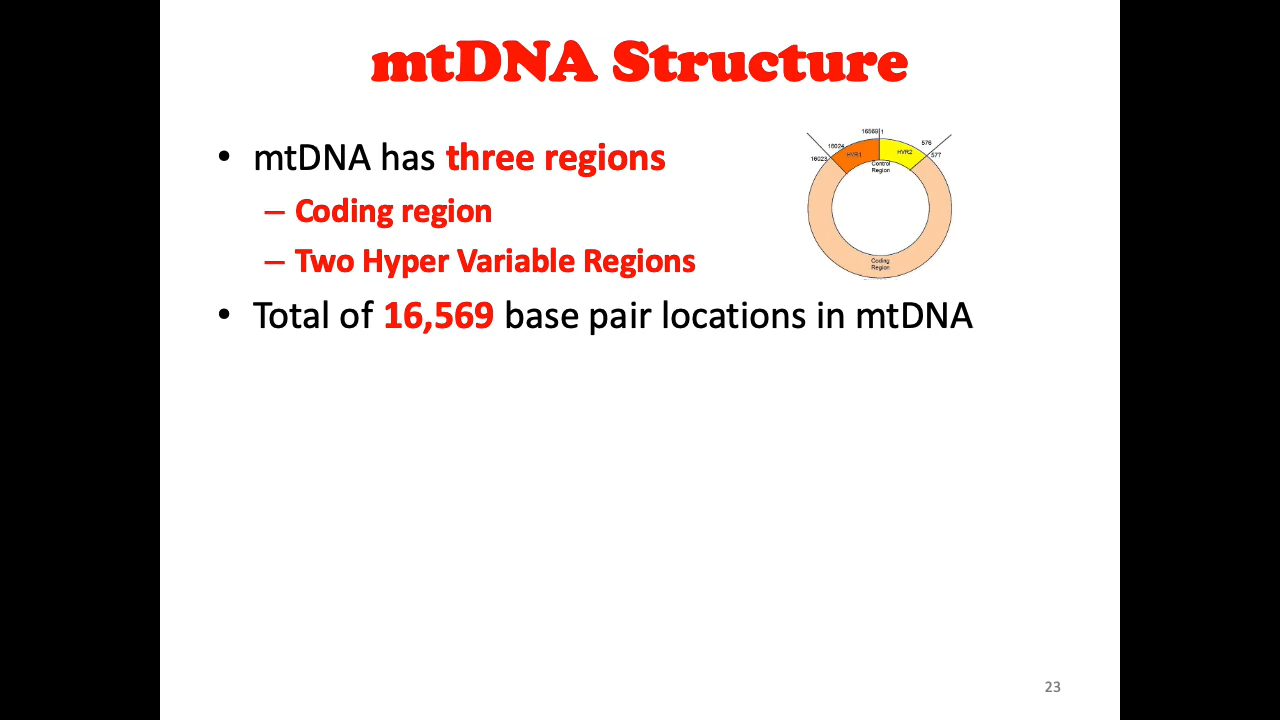 mtDNA Structure
• mtDNA has three regions
– Coding region
– Two Hyper Variable Regions
• Total of 16,569 base pair locations in mtDNA
16569 1
16024
576
16023
577
HVR1
HVR2
Control
Region
Coding
Region
23